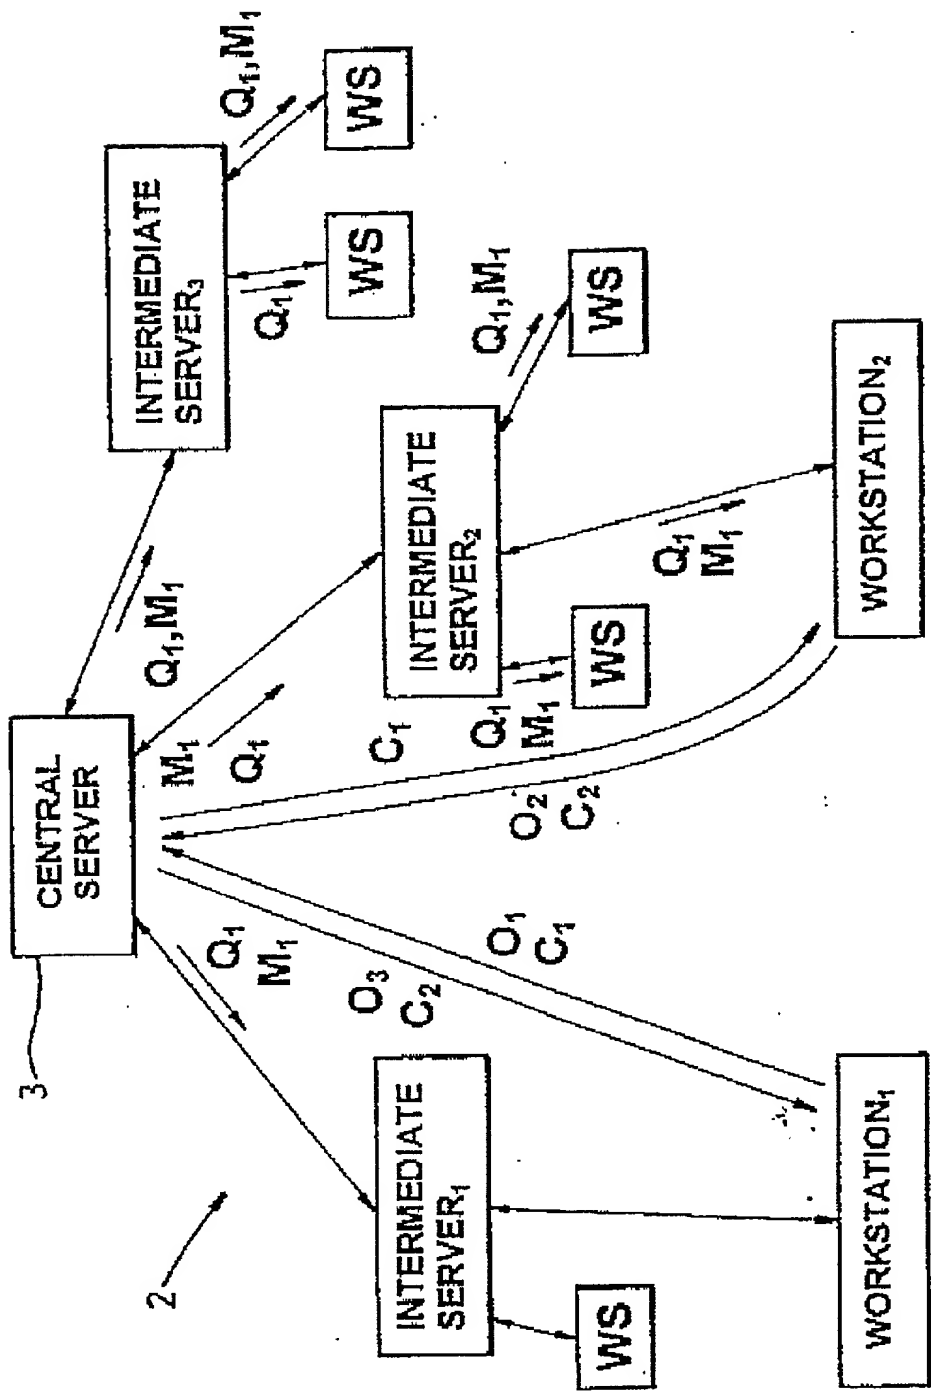 3
CENTRAL
SERVER
2
INTERMEDIATE
SERVER₃
Q₁,M₁
M₁
Q₁
Q₁
M₁
Q₁
Q₁,M₁
WS
WS
O₃
C₂
C₁
INTERMEDIATE
SERVER₁
INTERMEDIATE
SERVER₂
O₁
C₁
O₂
C₂
Q₁
M₁
Q₁,M₁
WS
WS
WS
Q₁
M₁
WORKSTATION₁
WORKSTATION₂